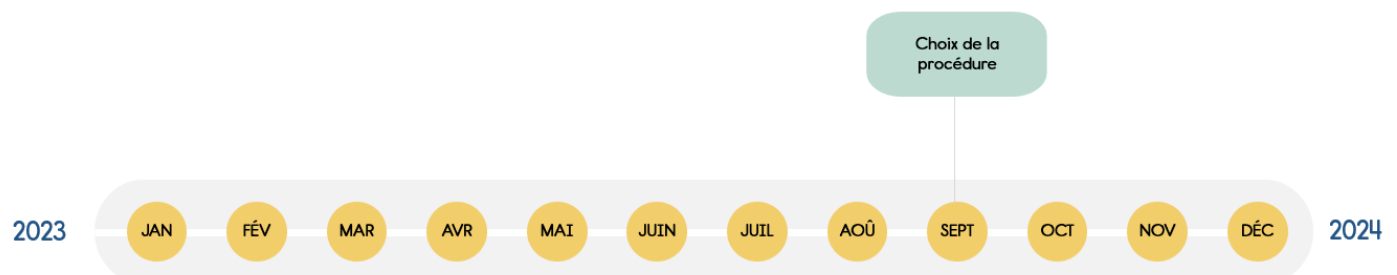 Choix de la
procédure
2023 JAN FÉV MAR AVR MAI JUIN JUIL AOÛ SEPT OCT NOV DÉC 2024